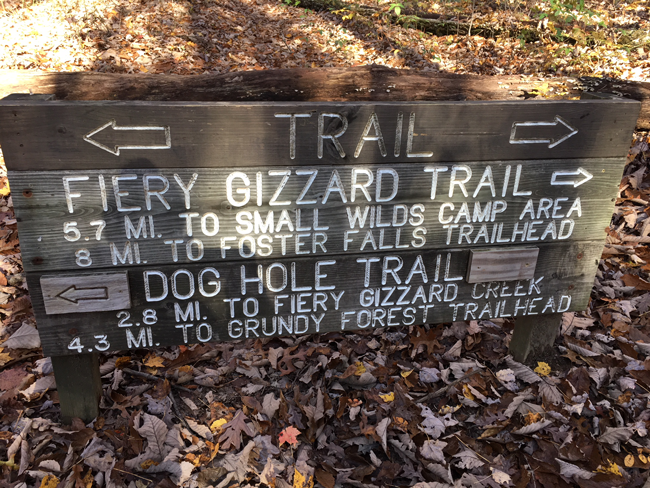 TRAIL
FIERY GIZZARD TRAIL
5.7 MI. TO SMALL WILDS CAMP AREA
8 MI. TO FOSTER FALLS TRAILHEAD
DOG HOLE TRAIL
2.8 MI. TO FIERY GIZZARD CREEK
4.3 MI. TO GRUNDY FOREST TRAILHEAD